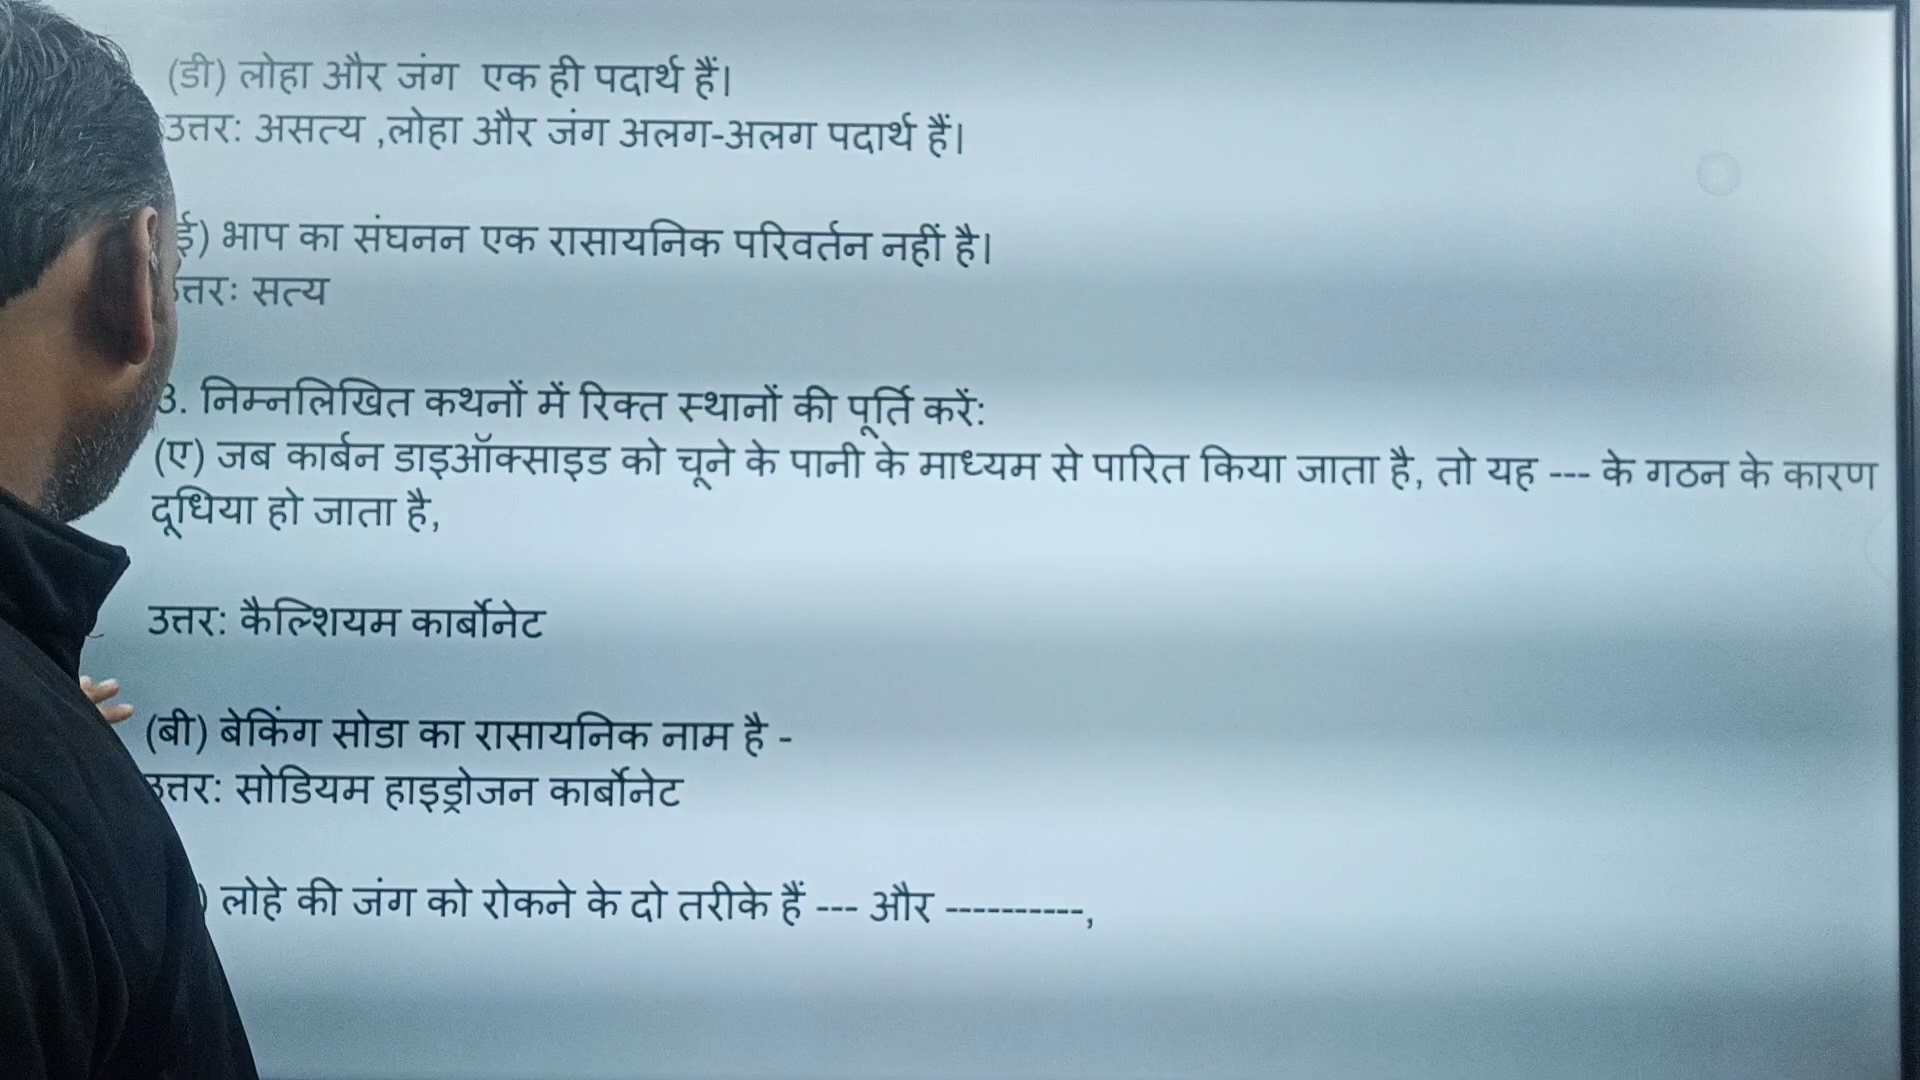 (डी) लोहा और जंग एक ही पदार्थ हैं।
उत्तर: असत्य ,लोहा और जंग अलग-अलग पदार्थ हैं।
ई) भाप का संघनन एक रासायनिक परिवर्तन नहीं है।
उत्तर: सत्य
3. निम्नलिखित कथनों में रिक्त स्थानों की पूर्ति करें:
(ए) जब कार्बन डाइऑक्साइड को चूने के पानी के माध्यम से पारित किया जाता है, तो यह --- के गठन के कारण
दूधिया हो जाता है,
उत्तर: कैल्शियम कार्बोनेट
(बी) बेकिंग सोडा का रासायनिक नाम है -
उत्तर: सोडियम हाइड्रोजन कार्बोनेट
) लोहे की जंग को रोकने के दो तरीके हैं --- और ----------,